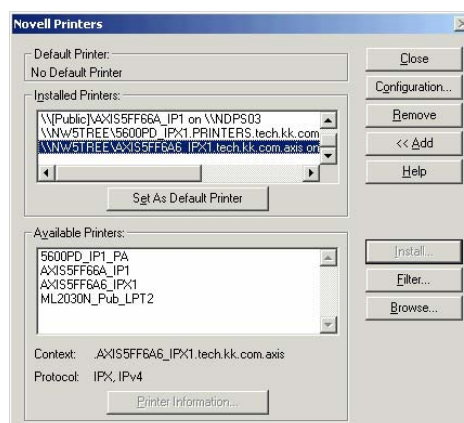 Novell Printers
Default Printer:
No Default Printer
Installed Printers:
\\[Public]\AXIS5FF66A_IP1 on \\NDPS03
\\NW5TREE\5600PD_IPX1.PRINTERS.tech.kk.com
\\NW5TREE\AXIS5FF6A6_IPX1.tech.kk.com.axis on
Set As Default Printer
Available Printers:
5600PD_IP1_PA
AXIS5FF66A_IP1
AXIS5FF6A6_IPX1
ML2030N_Pub_LPT2
Context: .AXIS5FF6A6_IPX1.tech.kk.com.axis
Protocol: IPX, IPv4
Printer Information...
Close
Configuration...
Remove
<< Add
Help
Install...
Filter...
Browse...